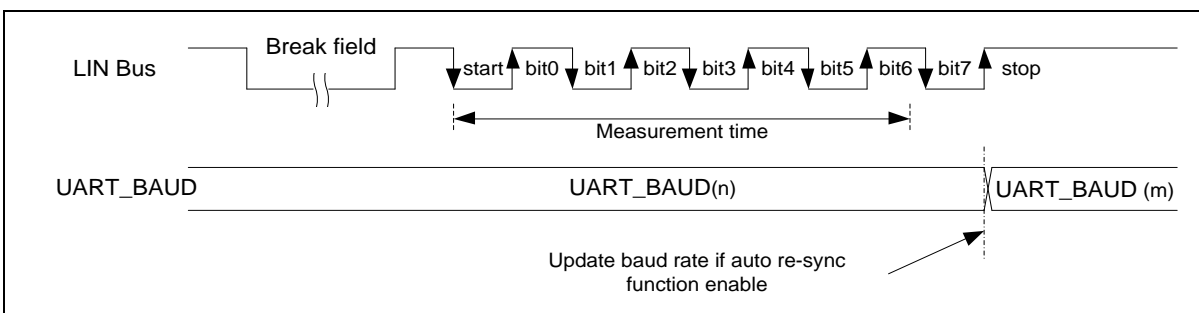 Break field
LIN Bus
start bit0 bit1 bit2 bit3 bit4 bit5 bit6 bit7 stop
Measurement time
UART_BAUD
UART_BAUD(n)
UART_BAUD (m)
Update baud rate if auto re-sync
function enable